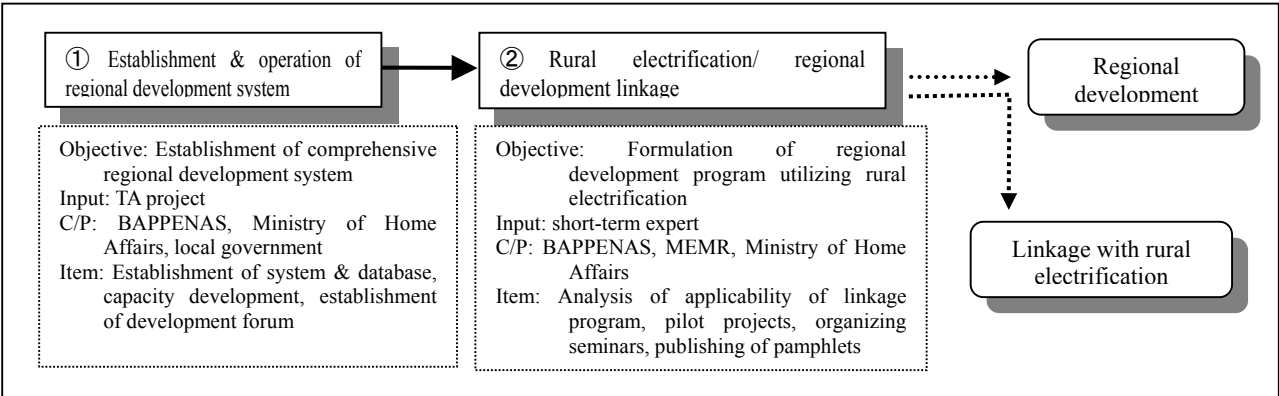 ① Establishment & operation of
regional development system
② Rural electrification/ regional
development linkage
Regional
development
Objective: Establishment of comprehensive
regional development system
Input: TA project
C/P: BAPPENAS, Ministry of Home
Affairs, local government
Item: Establishment of system & database,
capacity development, establishment
of development forum
Objective: Formulation of regional
development program utilizing rural
electrification
Input: short-term expert
C/P: BAPPENAS, MEMR, Ministry of Home
Affairs
Item: Analysis of applicability of linkage
program, pilot projects, organizing
seminars, publishing of pamphlets
Linkage with rural
electrification